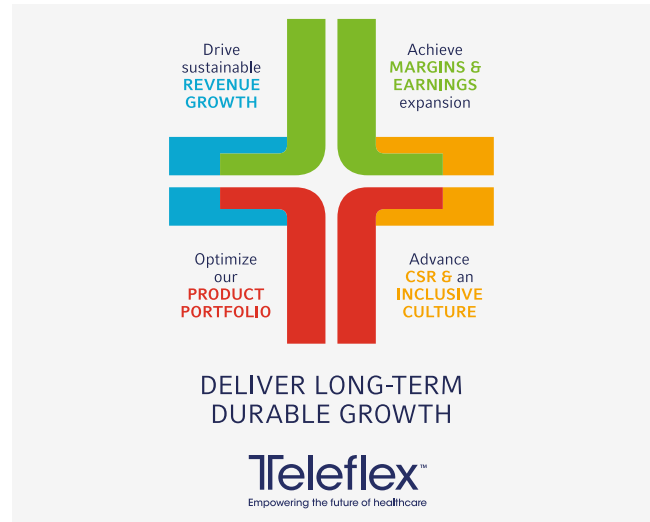 Drive
sustainable
REVENUE
GROWTH
Achieve
MARGINS &
EARNINGS
expansion
Optimize
our
PRODUCT
PORTFOLIO
Advance
CSR & an
INCLUSIVE
CULTURE
DELIVER LONG-TERM
DURABLE GROWTH
Teleflex™
Empowering the future of healthcare